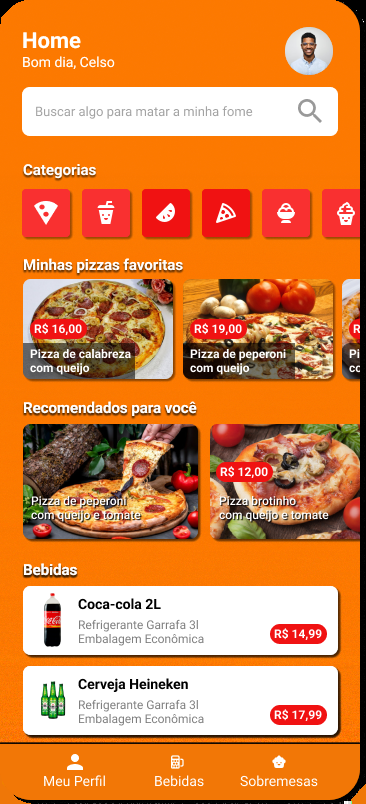 Home
Bom dia, Celso
Buscar algo para matar a minha fome
Categorias
Minhas pizzas favoritas
R$ 16,00
Pizza de calabreza
com queijo
R$ 19,00
Pizza de peperoni
com queijo
R
Pi
co
Recomendados para você
Pizza de peperoni
com queijo e tomate
R$ 12,00
Pizza brotinho
com queijo e tomate
Bebidas
Coca-cola 2L
Refrigerante Garrafa 3l
Embalagem Econômica
R$ 14,99
Cerveja Heineken
Refrigerante Garrafa 3l
Embalagem Econômica
R$ 17,99
Meu Perfil
Bebidas
Sobremesas